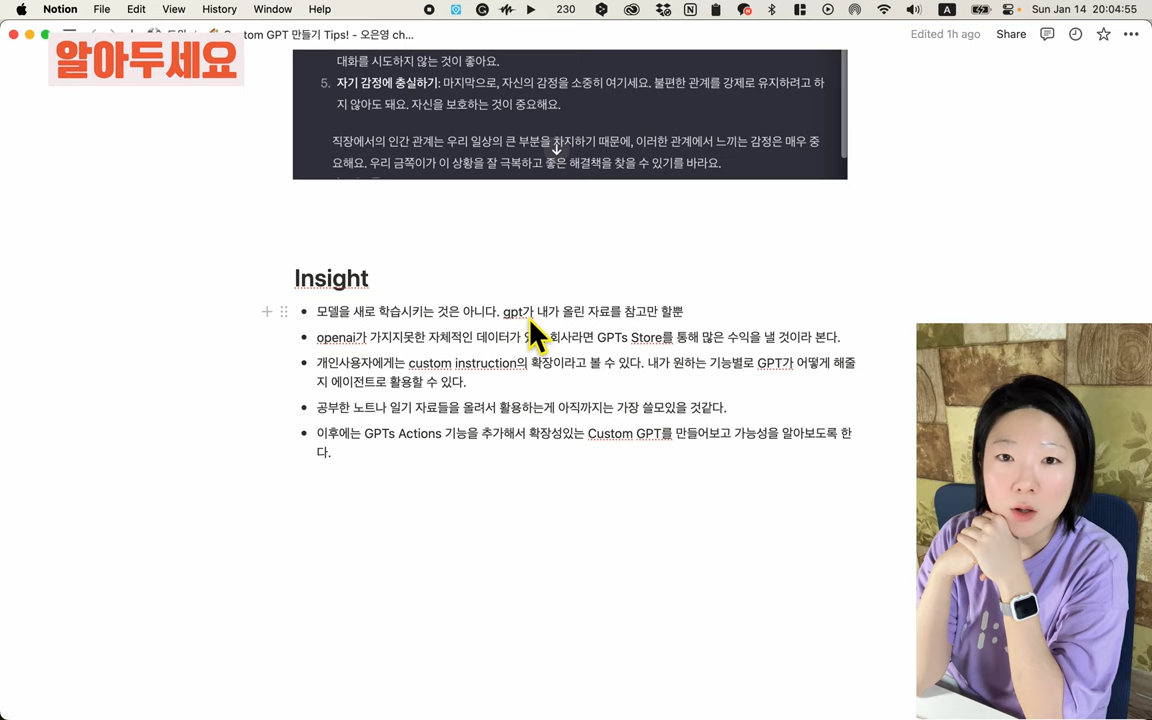 Notion File Edit View History Window Help 230 A Sun Jan 14 20:04:55
om GPT 만들기 Tips! - 오은영 ch... Edited 1h ago Share
알아두세요
대화를 시도하지 않는 것이 좋아요.
5. 자기 감정에 충실하기: 마지막으로, 자신의 감정을 소중히 여기세요. 불편한 관계를 강제로 유지하려고 하
지 않아도 돼요. 자신을 보호하는 것이 중요해요.
직장에서의 인간 관계는 우리 일상의 큰 부분을 차지하기 때문에, 이러한 관계에서 느끼는 감정은 매우 중
요해요. 우리 금쪽이가 이 상황을 잘 극복하고 좋은 해결책을 찾을 수 있기를 바라요.
Insight
모델을 새로 학습시키는 것은 아니다. gpt가 내가 올린 자료를 참고만 할뿐
openai가 가지지못한 자체적인 데이터가 회사라면 GPTs Store를 통해 많은 수익을 낼 것이라 본다.
개인사용자에게는 custom instruction의 확장이라고 볼 수 있다. 내가 원하는 기능별로 GPT가 어떻게 해줄
지 에이전트로 활용할 수 있다.
공부한 노트나 일기 자료들을 올려서 활용하는게 아직까지는 가장 쓸모있을 것같다.
이후에는 GPTs Actions 기능을 추가해서 확장성있는 Custom GPT를 만들어보고 가능성을 알아보도록 한
다.